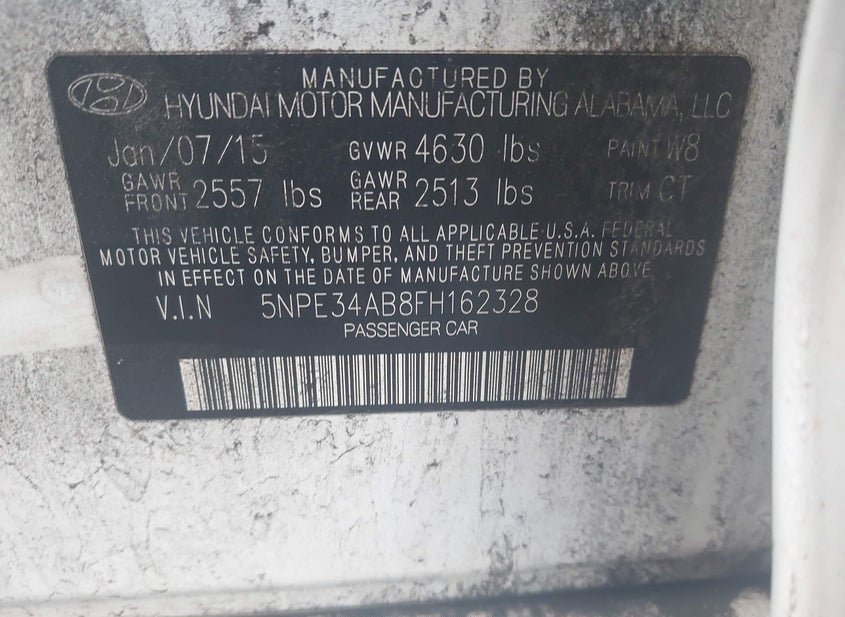 MANUFACTURED BY
HYUNDAI MOTOR MANUFACTURING ALABAMA, LLC
Jan/07/15 GVWR 4630 lbs PAINT W8
GAWR FRONT 2557 lbs GAWR REAR 2513 lbs TRIM CT
THIS VEHICLE CONFORMS TO ALL APPLICABLE U.S.A. FEDERAL
MOTOR VEHICLE SAFETY, BUMPER, AND THEFT PREVENTION STANDARDS
IN EFFECT ON THE DATE OF MANUFACTURE SHOWN ABOVE
V.I.N 5NPE34AB8FH162328
PASSENGER CAR